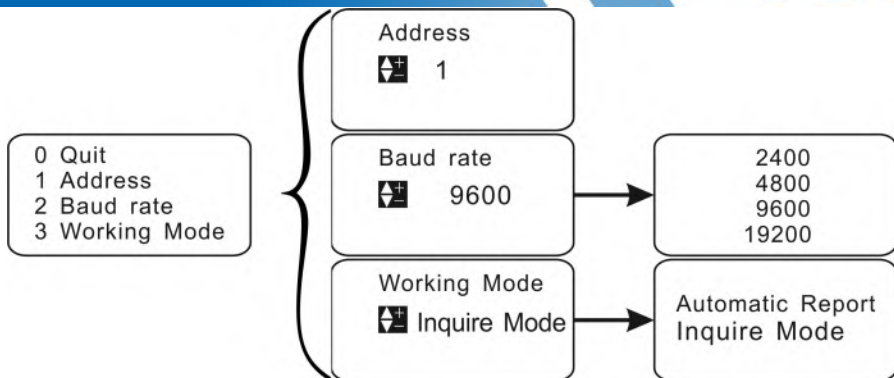 0 Quit
1 Address
2 Baud rate
3 Working Mode
Address
1
Baud rate
9600
2400
4800
9600
19200
Working Mode
Inquire Mode
Automatic Report
Inquire Mode